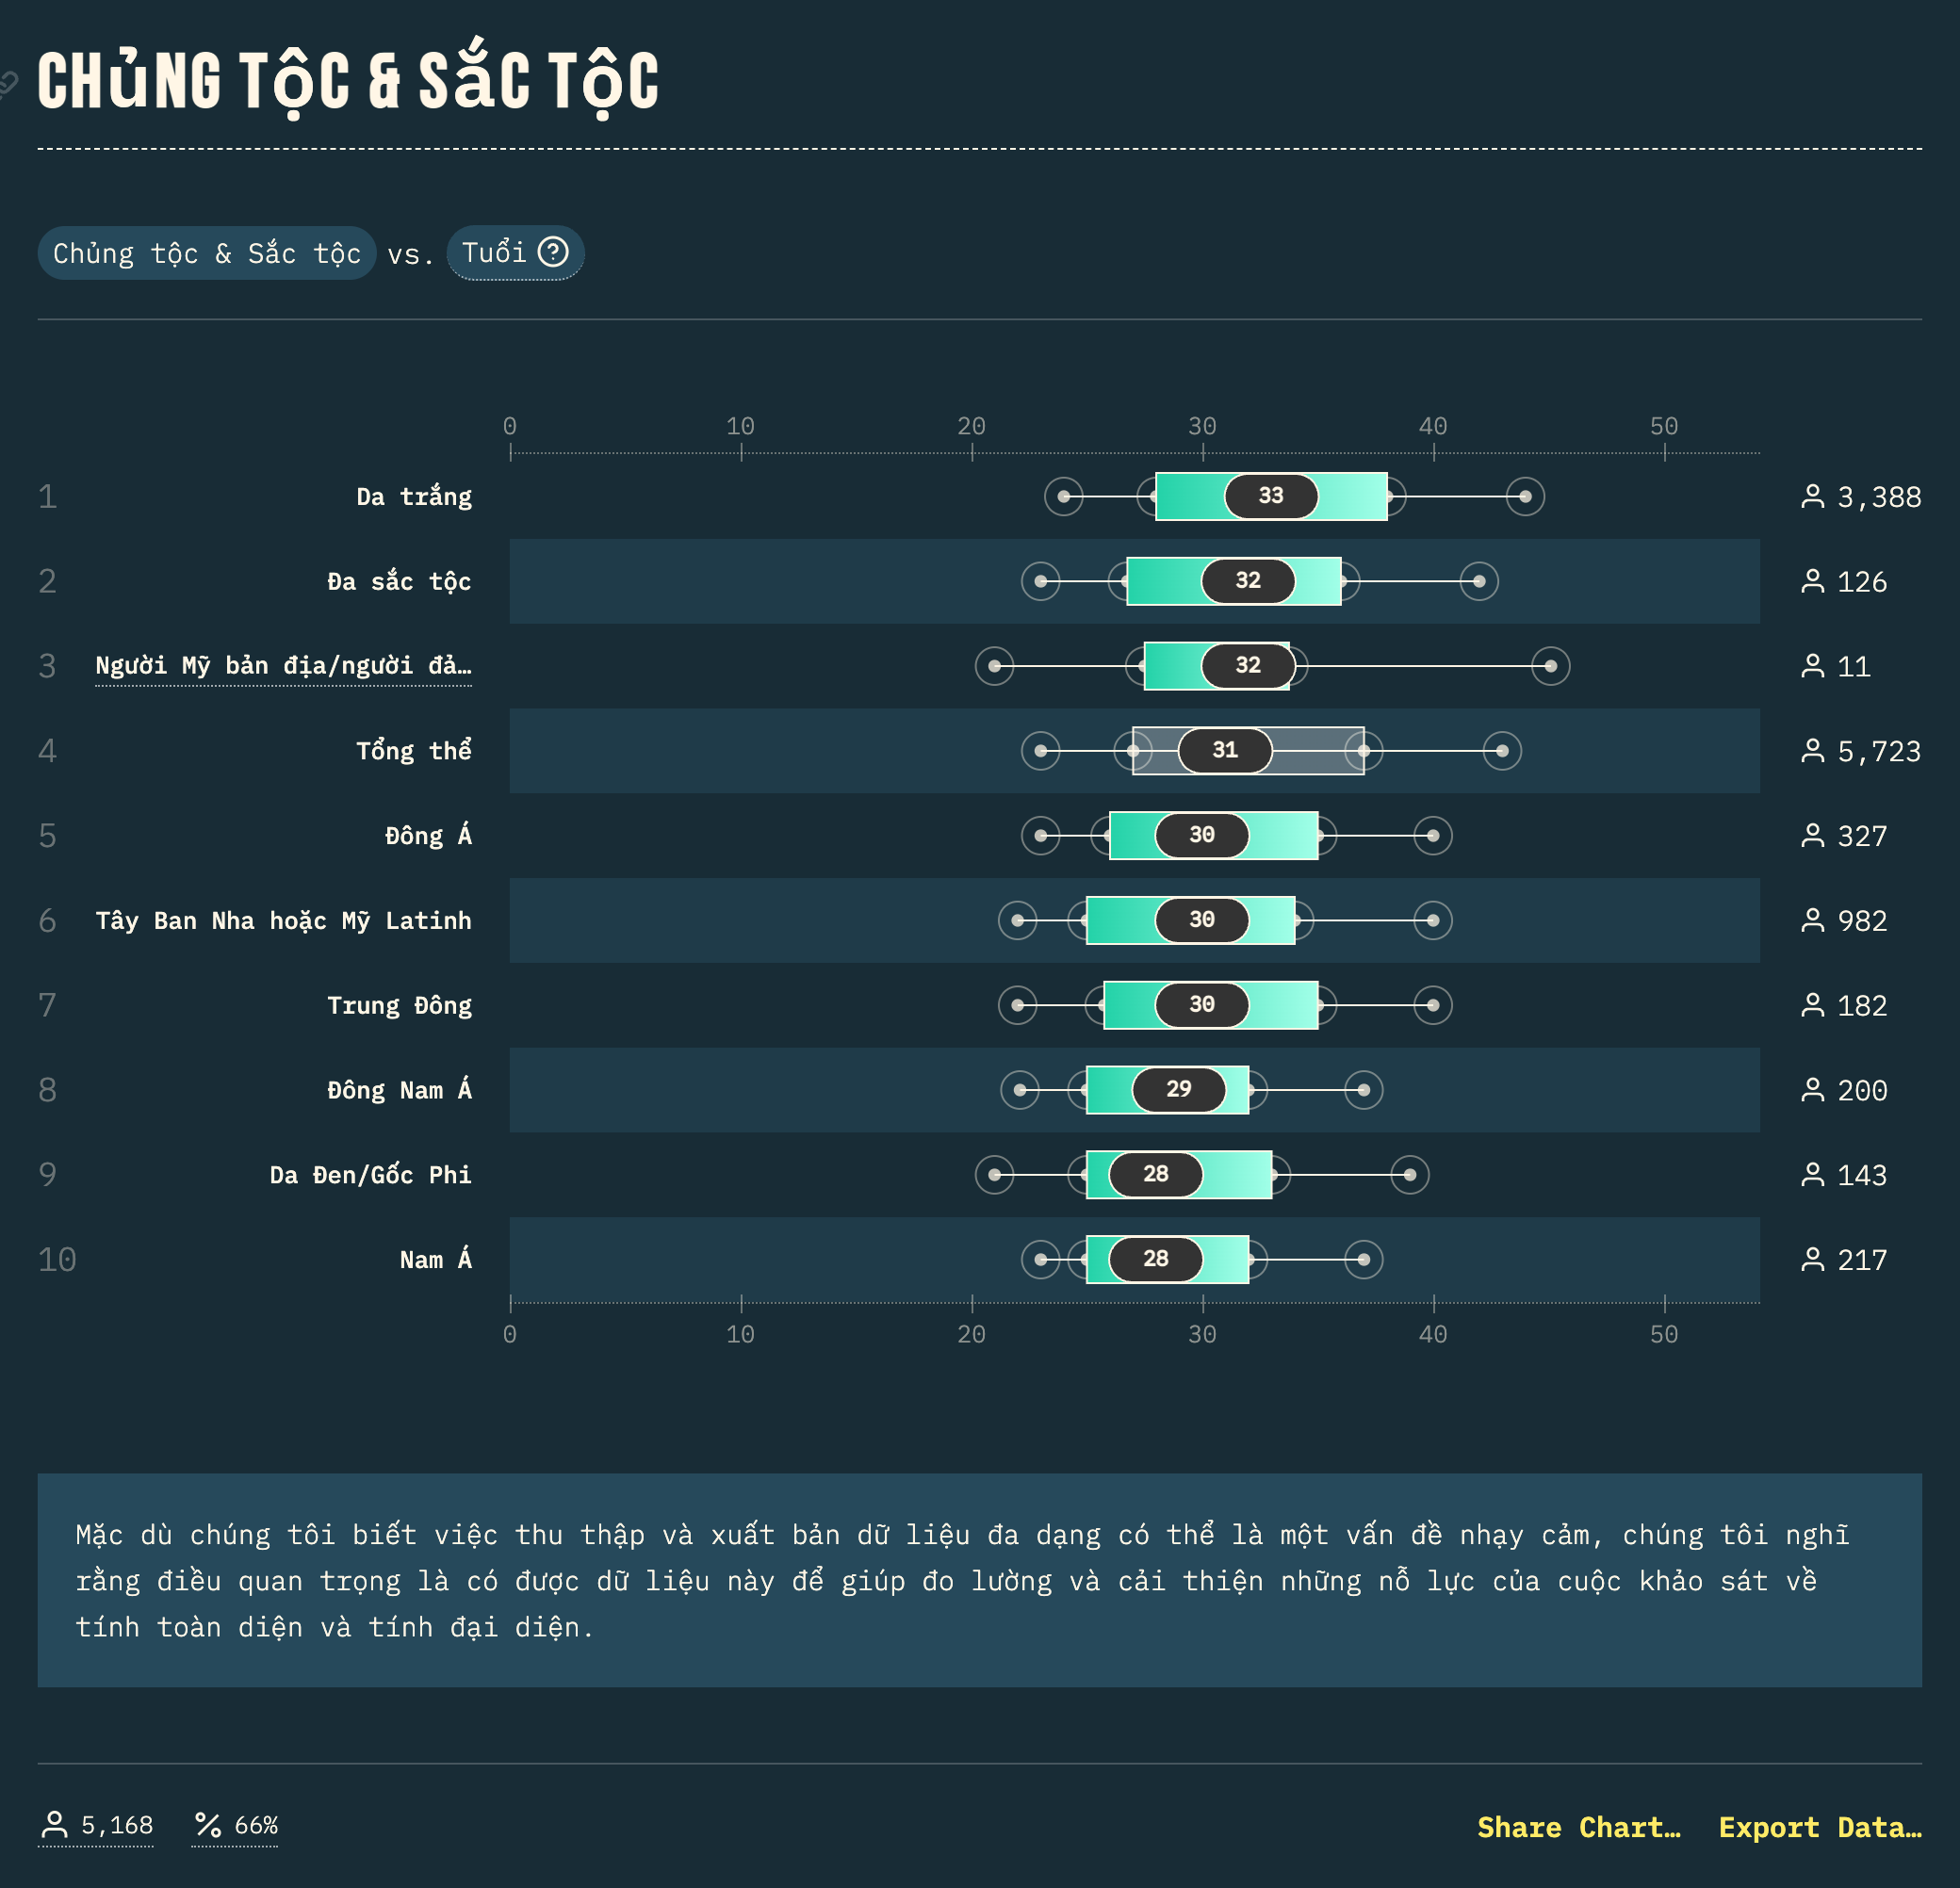 CHủNG TộC & SắC TộC
Chủng tộc & Sắc tộc vs. Tuổi
0 10 20 30 40 50
1 Da trắng 33 3,388
2 Đa sắc tộc 32 126
3 Người Mỹ bản địa/người đả… 32 11
4 Tổng thể 31 5,723
5 Đông Á 30 327
6 Tây Ban Nha hoặc Mỹ Latinh 30 982
7 Trung Đông 30 182
8 Đông Nam Á 29 200
9 Da Đen/Gốc Phi 28 143
10 Nam Á 28 217
0 10 20 30 40 50
Mặc dù chúng tôi biết việc thu thập và xuất bản dữ liệu đa dạng có thể là một vấn đề nhạy cảm, chúng tôi nghĩ
rằng điều quan trọng là có được dữ liệu này để giúp đo lường và cải thiện những nỗ lực của cuộc khảo sát về
tính toàn diện và tính đại diện.
5,168 66% Share Chart… Export Data…